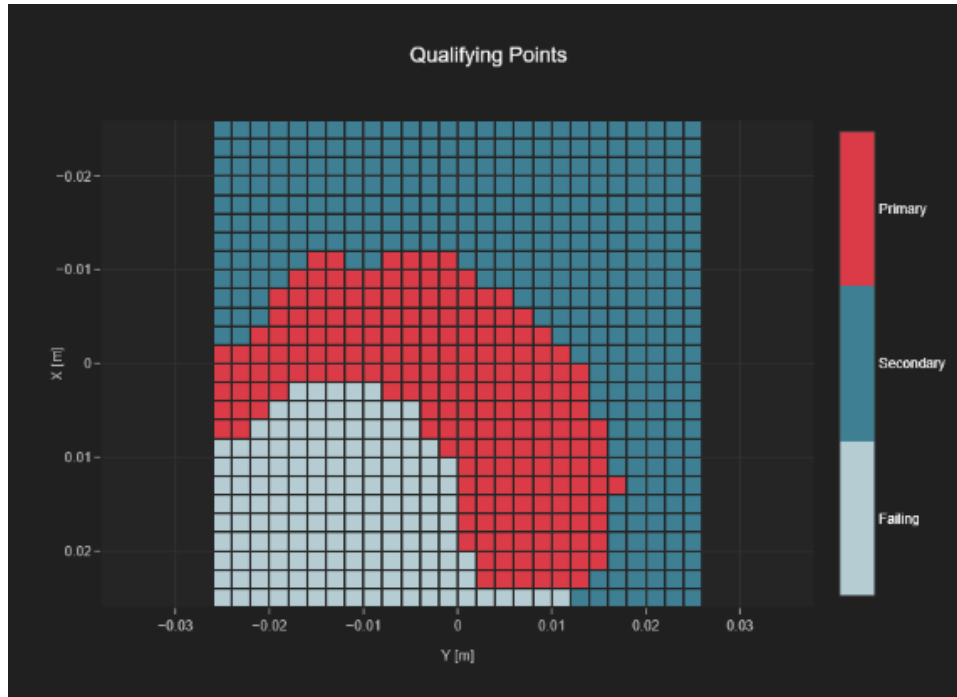 Qualifying Points
−0.02
−0.01
0
0.01
0.02
X [m]
−0.03
−0.02
−0.01
0
0.01
0.02
0.03
Y [m]
Primary
Secondary
Failing